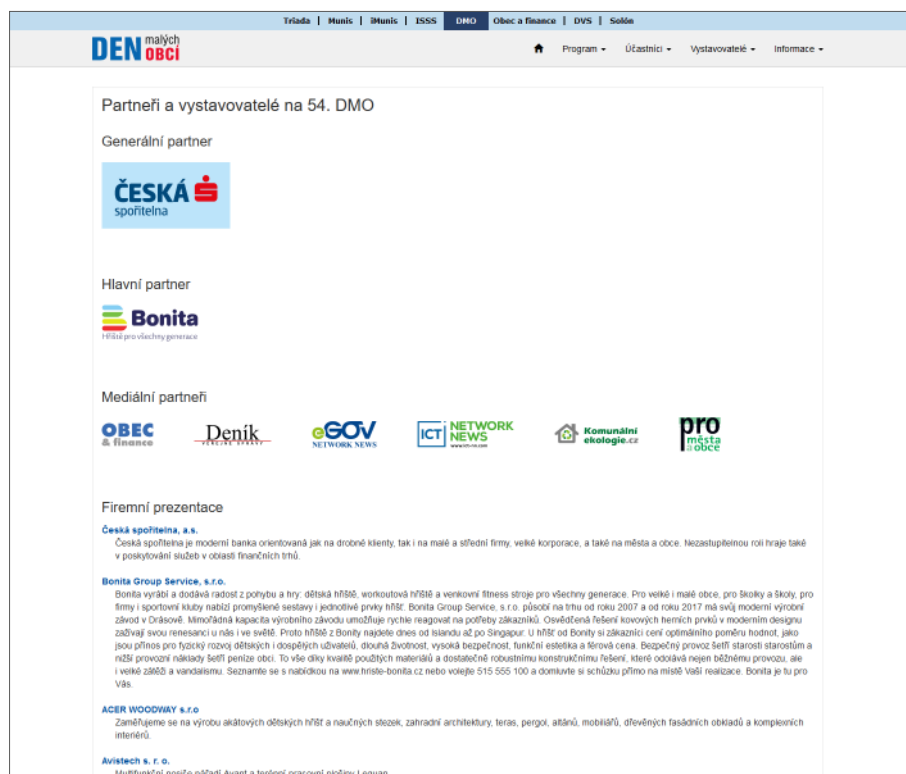 Triada | Munis | iMunis | ISSS DMO Obec a finance | DVS | Solón
DEN malých obcí
Program Účastníci Vystavovatelé Informace
Partneři a vystavovatelé na 54. DMO
Generální partner
ČESKÁ
spořitelna
Hlavní partner
Bonita
Hřiště pro všechny generace
Mediální partneři
OBEC
& finance
Deník
eGOV
NETWORK NEWS
ICT NETWORK
NEWS
www.ict-nn.com
Komunální
ekologie.cz
pro
města
a obce
Firemní prezentace
Česká spořitelna, a.s.
Česká spořitelna je moderní banka orientovaná jak na drobné klienty, tak i na malé a střední firmy, velké korporace, a také na města a obce. Nezastupitelnou roli hraje také
v poskytování služeb v oblasti finančních trhů.
Bonita Group Service, s.r.o.
Bonita vyrábí a dodává radost z pohybu a hry: dětská hřiště, workoutová hřiště a venkovní fitness stroje pro všechny generace. Pro velké i malé obce, pro školky a školy, pro
firmy i sportovní kluby nabízí promyšlené sestavy i jednotlivé prvky hřišť. Bonita Group Service, s.r.o. působí na trhu od roku 2007 a od roku 2017 má svůj moderní výrobní
závod v Drásově. Mimořádná kapacita výrobního závodu umožňuje rychle reagovat na potřeby zákazníků. Osvědčená řešení kovových herních prvků v moderním designu
zažívají svou renesanci u nás i ve světě. Proto hřiště z Bonity najdete dnes od Islandu až po Singapur. U hřišť od Bonity si zákazníci cení optimálního poměru hodnot, jako
jsou přínos pro fyzický rozvoj dětských i dospělých uživatelů, dlouhá životnost, vysoká bezpečnost, funkční estetika a férová cena. Bezpečný provoz šetří starosti starostům a
nižší provozní náklady šetří peníze obci. To vše díky kvalitě použitých materiálů a dostatečně robustnímu konstrukčnímu řešení, které odolává nejen běžnému provozu, ale
i velké zátěži a vandalismu. Seznamte se s nabídkou na www.hriste-bonita.cz nebo volejte 515 555 100 a domluvte si schůzku přímo na místě Vaší realizace. Bonita je tu pro
Vás.
ACER WOODWAY s.r.o
Zaměřujeme se na výrobu akátových dětských hřišť a naučných stezek, zahradní architektury, teras, pergol, altánů, mobiliářů, dřevěných fasádních obkladů a komplexních
interiérů.
Avistech s. r. o.
Multifunkční nosiče nářadí Avant a terénní pracovní plošiny Leguan